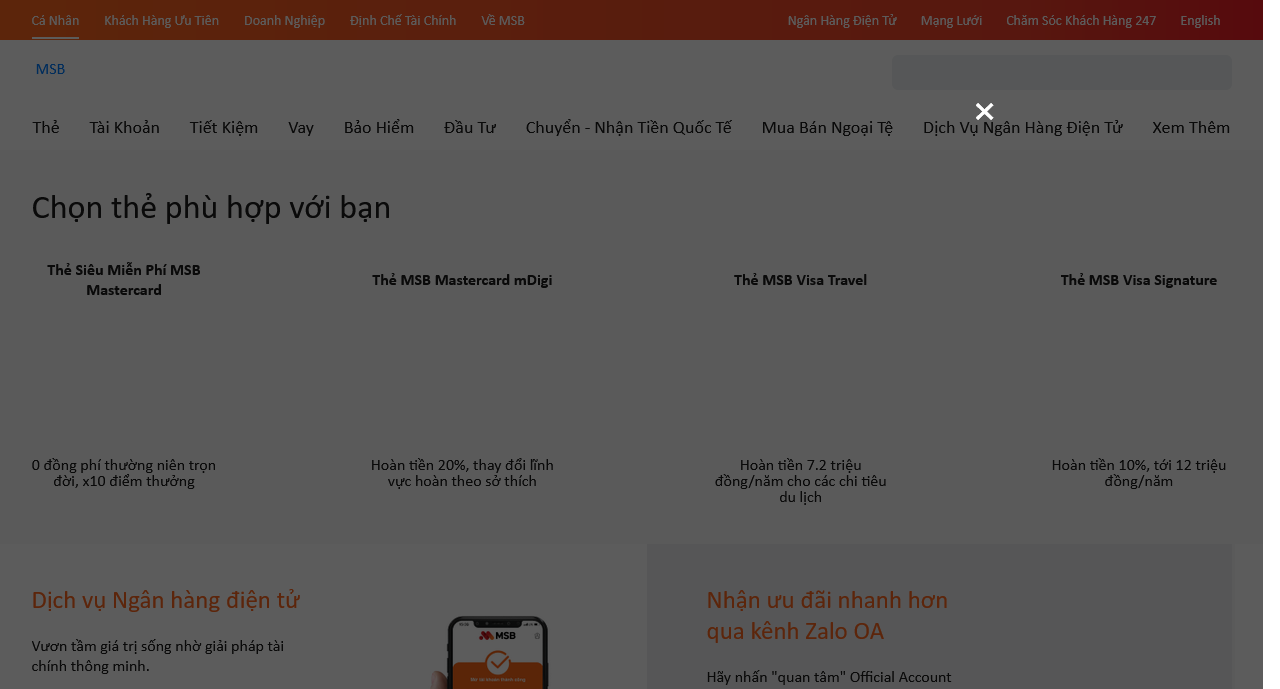 Cá Nhân Khách Hàng Ưu Tiên Doanh Nghiệp Định Chế Tài Chính Về MSB Ngân Hàng Điện Tử Mạng Lưới Chăm Sóc Khách Hàng 247 English
MSB
Thẻ Tài Khoản Tiết Kiệm Vay Bảo Hiểm Đầu Tư Chuyển - Nhận Tiền Quốc Tế Mua Bán Ngoại Tệ Dịch Vụ Ngân Hàng Điện Tử Xem Thêm
Chọn thẻ phù hợp với bạn
Thẻ Siêu Miễn Phí MSB
Mastercard
Thẻ MSB Mastercard mDigi
Thẻ MSB Visa Travel
Thẻ MSB Visa Signature
0 đồng phí thường niên trọn
đời, x10 điểm thưởng
Hoàn tiền 20%, thay đổi lĩnh
vực hoàn theo sở thích
Hoàn tiền 7.2 triệu
đồng/năm cho các chi tiêu
du lịch
Hoàn tiền 10%, tới 12 triệu
đồng/năm
Dịch vụ Ngân hàng điện tử
Vươn tầm giá trị sống nhờ giải pháp tài
chính thông minh.
MSB
Nhận ưu đãi nhanh hơn
qua kênh Zalo OA
Hãy nhấn "quan tâm" Official Account